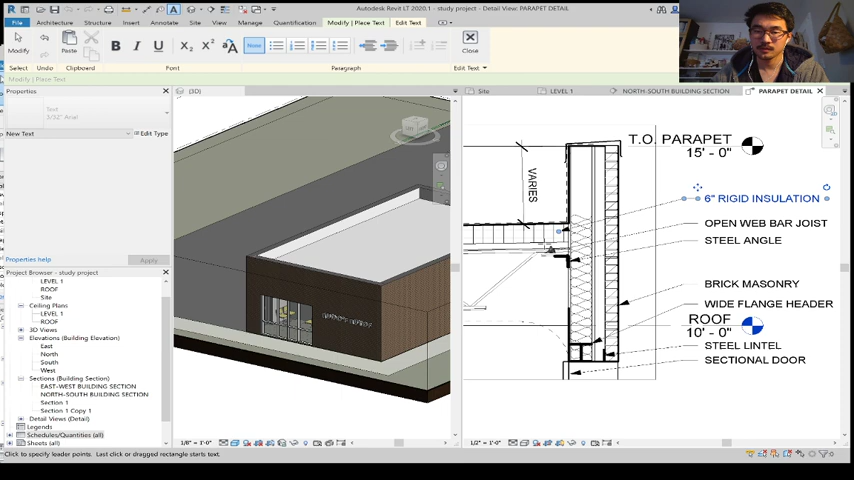 Autodesk Revit LT 2020.1 - study project - Detail View: PARAPET DETAIL
File Architecture Structure Insert Annotate Site View Manage Quantification Modify | Place Text Edit Text
Modify Paste B I U X² X₂ aA None Close
Select Undo Clipboard Font Paragraph Edit Text
Modify | Place Text
Properties
{3D}
Site LEVEL 1 NORTH-SOUTH BUILDING SECTION PARAPET DETAIL
Text
3/32" Arial
New Text Edit Type
Properties help Apply
Project Browser - study project
LEVEL 1
ROOF
Site
Ceiling Plans
LEVEL 1
ROOF
3D Views
Elevations (Building Elevation)
East
North
South
West
Sections (Building Section)
EAST-WEST BUILDING SECTION
NORTH-SOUTH BUILDING SECTION
Section 1
Section 1 Copy 1
Detail Views (Detail)
Legends
Schedules/Quantities (all)
Sheets (all)
T.O. PARAPET
15' - 0"
VARIES
6" RIGID INSULATION
OPEN WEB BAR JOIST
STEEL ANGLE
BRICK MASONRY
WIDE FLANGE HEADER
ROOF
10' - 0"
STEEL LINTEL
SECTIONAL DOOR
1/8" = 1'-0"
1/2" = 1'-0"
Click to specify leader points. Last click or dragged rectangle starts text.